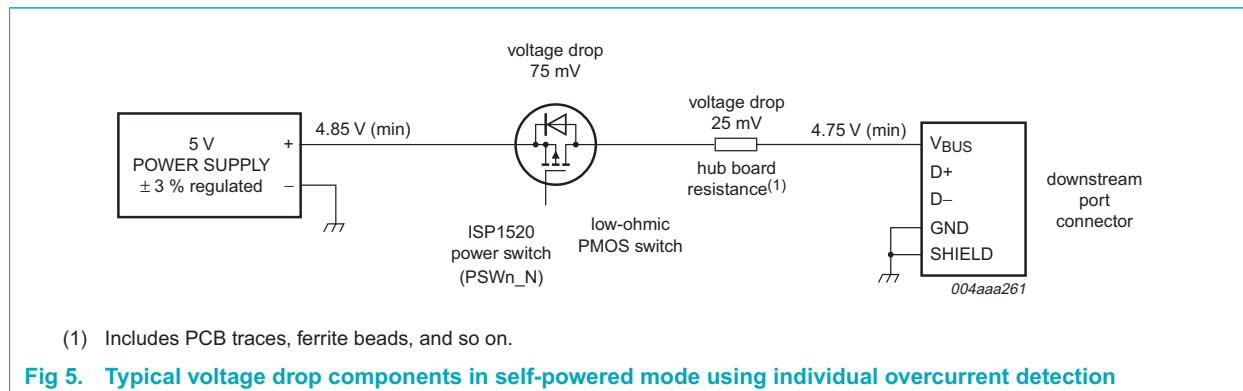 voltage drop
75 mV
voltage drop
25 mV
4.85 V (min)
4.75 V (min)
5 V
POWER SUPPLY
± 3 % regulated
+
−
hub board
resistance(1)
ISP1520
power switch
(PSWn_N)
low-ohmic
PMOS switch
VBUS
D+
D−
GND
SHIELD
downstream
port
connector
004aaa261
(1) Includes PCB traces, ferrite beads, and so on.
Fig 5. Typical voltage drop components in self-powered mode using individual overcurrent detection